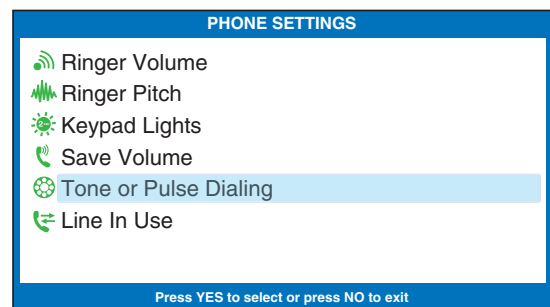 PHONE SETTINGS
Ringer Volume
Ringer Pitch
Keypad Lights
Save Volume
Tone or Pulse Dialing
Line In Use
Press YES to select or press NO to exit